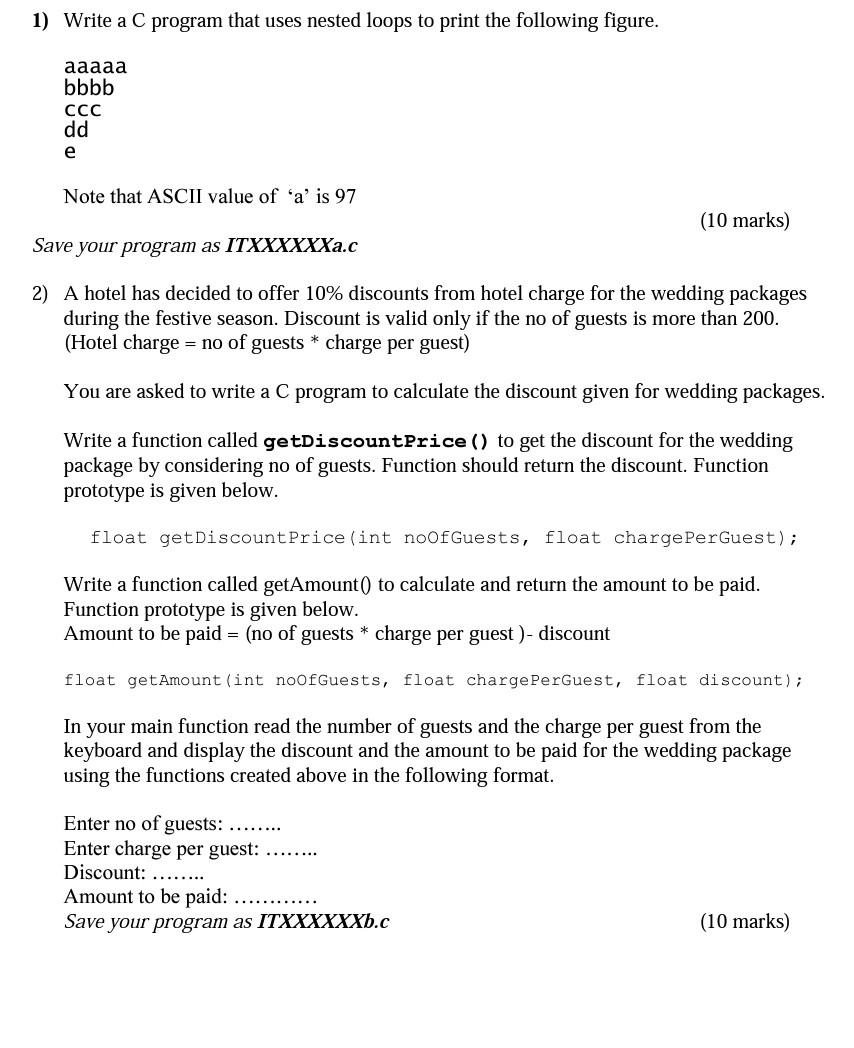 1) Write a C program that uses nested loops to print the following figure.
aaaaa
bbbb
ccc
dd
e
Note that ASCII value of ‘a’ is 97
(10 marks)
Save your program as ITXXXXXXa.c
2) A hotel has decided to offer 10% discounts from hotel charge for the wedding packages
during the festive season. Discount is valid only if the no of guests is more than 200.
(Hotel charge = no of guests * charge per guest)
You are asked to write a C program to calculate the discount given for wedding packages.
Write a function called getDiscountPrice() to get the discount for the wedding
package by considering no of guests. Function should return the discount. Function
prototype is given below.
float getDiscountPrice(int noOfGuests, float chargePerGuest);
Write a function called getAmount() to calculate and return the amount to be paid.
Function prototype is given below.
Amount to be paid = (no of guests * charge per guest )- discount
float getAmount(int noOfGuests, float chargePerGuest, float discount);
In your main function read the number of guests and the charge per guest from the
keyboard and display the discount and the amount to be paid for the wedding package
using the functions created above in the following format.
Enter no of guests: ……..
Enter charge per guest: ……..
Discount: ……..
Amount to be paid: …………
Save your program as ITXXXXXXb.c (10 marks)